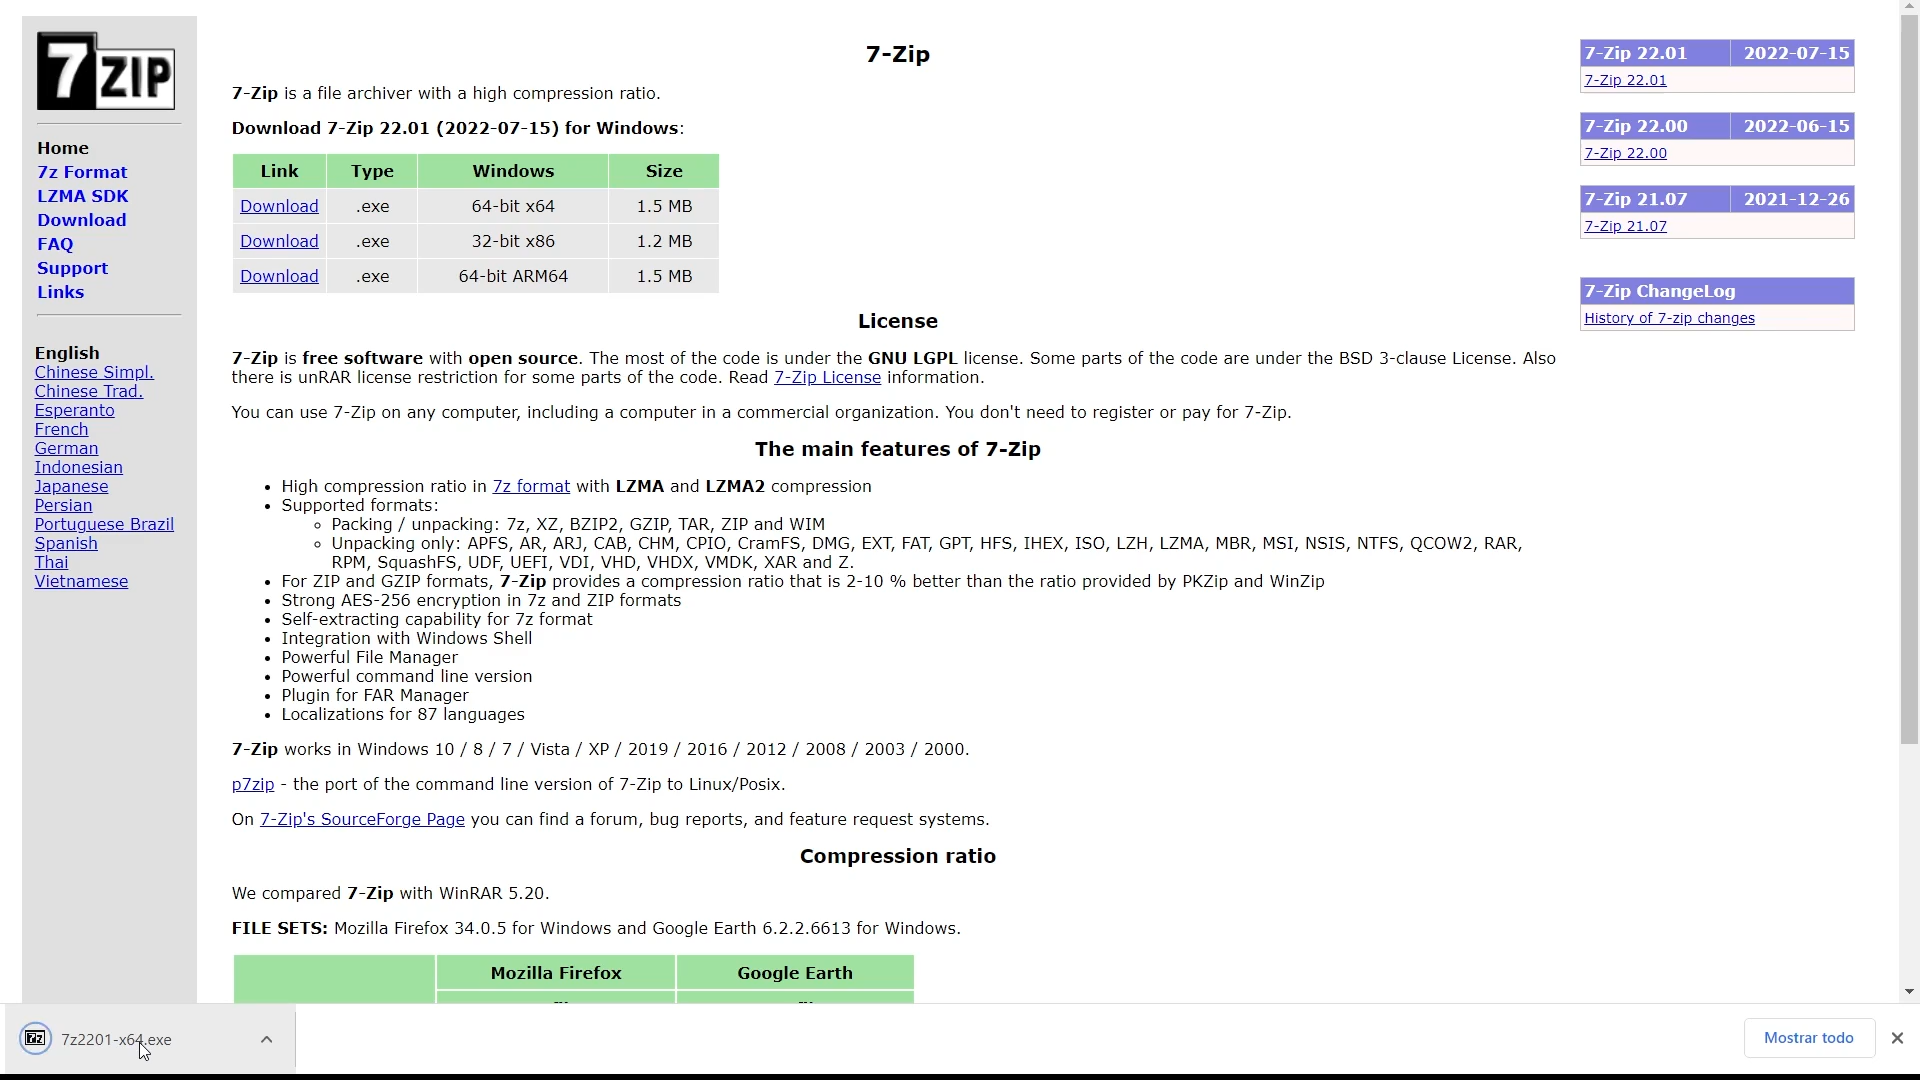 7 ZIP
Home
7z Format
LZMA SDK
Download
FAQ
Support
Links
English
Chinese Simpl.
Chinese Trad.
Esperanto
French
German
Indonesian
Japanese
Persian
Portuguese Brazil
Spanish
Thai
Vietnamese
7-Zip
7-Zip is a file archiver with a high compression ratio.
Download 7-Zip 22.01 (2022-07-15) for Windows:
Link Type Windows Size
Download .exe 64-bit x64 1.5 MB
Download .exe 32-bit x86 1.2 MB
Download .exe 64-bit ARM64 1.5 MB
License
7-Zip is free software with open source. The most of the code is under the GNU LGPL license. Some parts of the code are under the BSD 3-clause License. Also
there is unRAR license restriction for some parts of the code. Read 7-Zip License information.
You can use 7-Zip on any computer, including a computer in a commercial organization. You don't need to register or pay for 7-Zip.
The main features of 7-Zip
• High compression ratio in 7z format with LZMA and LZMA2 compression
• Supported formats:
◦ Packing / unpacking: 7z, XZ, BZIP2, GZIP, TAR, ZIP and WIM
◦ Unpacking only: APFS, AR, ARJ, CAB, CHM, CPIO, CramFS, DMG, EXT, FAT, GPT, HFS, IHEX, ISO, LZH, LZMA, MBR, MSI, NSIS, NTFS, QCOW2, RAR,
RPM, SquashFS, UDF, UEFI, VDI, VHD, VHDX, VMDK, XAR and Z.
• For ZIP and GZIP formats, 7-Zip provides a compression ratio that is 2-10 % better than the ratio provided by PKZip and WinZip
• Strong AES-256 encryption in 7z and ZIP formats
• Self-extracting capability for 7z format
• Integration with Windows Shell
• Powerful File Manager
• Powerful command line version
• Plugin for FAR Manager
• Localizations for 87 languages
7-Zip works in Windows 10 / 8 / 7 / Vista / XP / 2019 / 2016 / 2012 / 2008 / 2003 / 2000.
p7zip - the port of the command line version of 7-Zip to Linux/Posix.
On 7-Zip's SourceForge Page you can find a forum, bug reports, and feature request systems.
Compression ratio
We compared 7-Zip with WinRAR 5.20.
FILE SETS: Mozilla Firefox 34.0.5 for Windows and Google Earth 6.2.2.6613 for Windows.
Mozilla Firefox Google Earth
7-Zip 22.01 2022-07-15
7-Zip 22.01
7-Zip 22.00 2022-06-15
7-Zip 22.00
7-Zip 21.07 2021-12-26
7-Zip 21.07
7-Zip ChangeLog
History of 7-zip changes
7z 7z2201-x64.exe
Mostrar todo